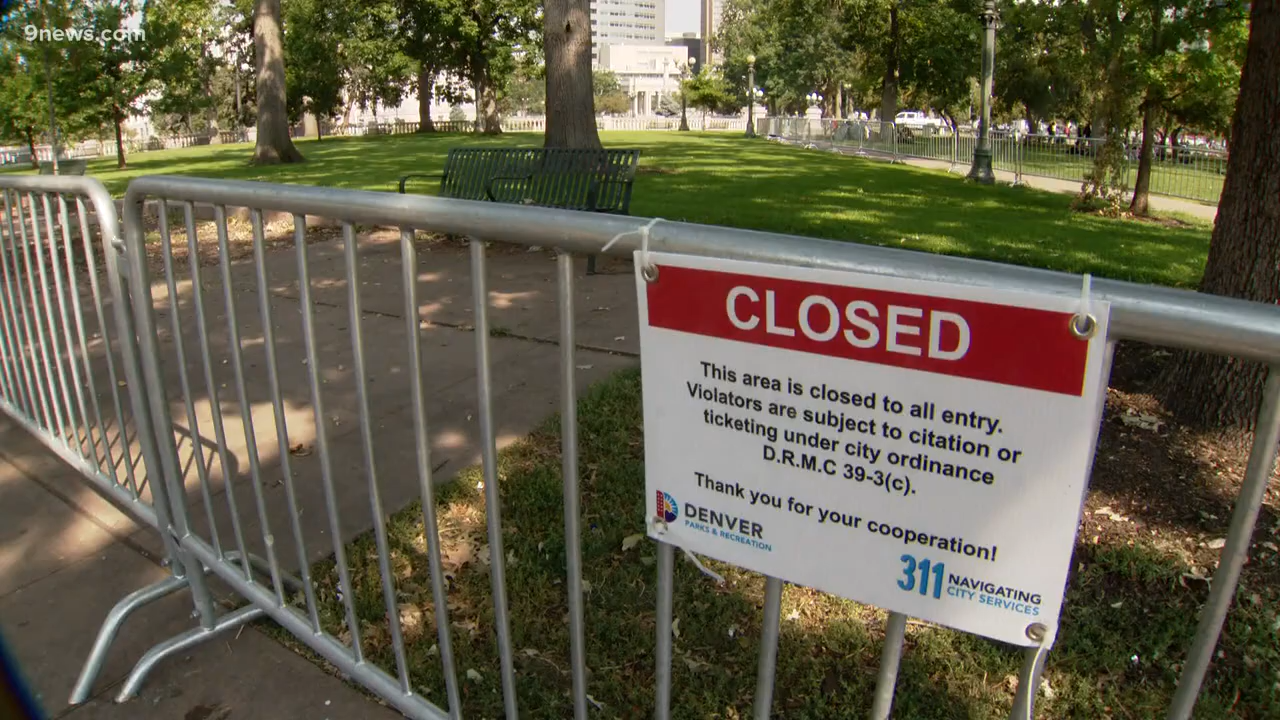 9news.com
CLOSED
This area is closed to all entry.
Violators are subject to citation or
ticketing under city ordinance
D.R.M.C 39-3(c).
Thank you for your cooperation!
DENVER
PARKS & RECREATION
311 NAVIGATING
CITY SERVICES